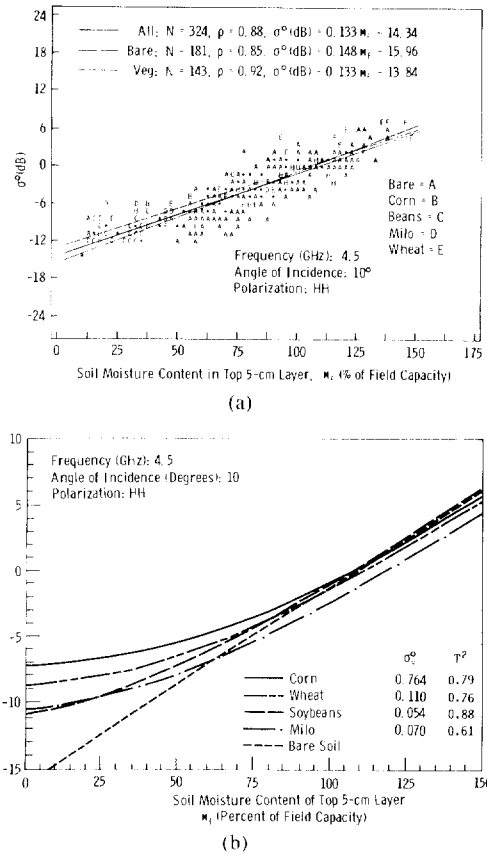 24
18
12
6
0
-6
-12
-18
-24
σ°(dB)
All: N = 324, ρ = 0.88, σ°(dB) = 0.133 Mf - 14.34
Bare: N - 181, ρ = 0.85, σ°(dB) = 0.148 Mf - 15.96
Veg: N = 143, ρ = 0.92, σ°(dB) - 0.133 Mf - 13 84
Bare = A
Corn = B
Beans = C
Milo = D
Wheat = E
Frequency (GHz): 4.5
Angle of Incidence: 10°
Polarization: HH
0 25 50 75 100 125 150 175
Soil Moisture Content in Top 5-cm Layer, Mf (% of Field Capacity)
(a)
10
5
0
-5
-10
-15
Frequency (Ghz): 4.5
Angle of Incidence (Degrees): 10
Polarization: HH
σ°v T²
Corn 0.764 0.79
Wheat 0.110 0.76
Soybeans 0.054 0.88
Milo 0.070 0.61
Bare Soil
0 25 50 75 100 125 150
Soil Moisture Content of Top 5-cm Layer
Mf (Percent of Field Capacity)
(b)